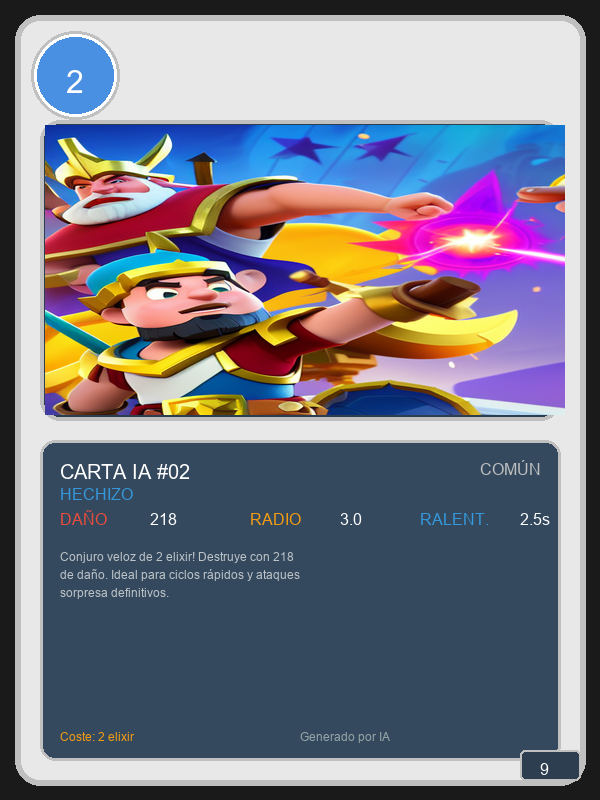 2
CARTA IA #02
COMÚN
HECHIZO
DAÑO 218 RADIO 3.0 RALENT. 2.5s
Conjuro veloz de 2 elixir! Destruye con 218
de daño. Ideal para ciclos rápidos y ataques
sorpresa definitivos.
Coste: 2 elixir
Generado por IA
9